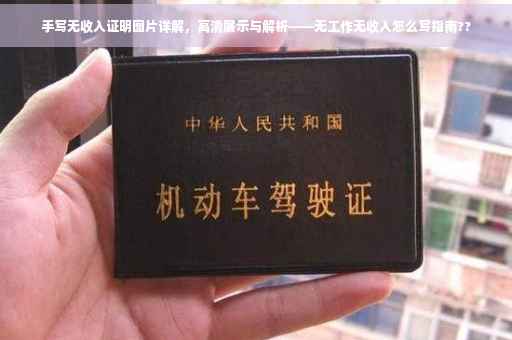 手写无收入证明图片详解，高清展示与解析——无工作无收入怎么写指南??
中华人民共和国
机动车驾驶证